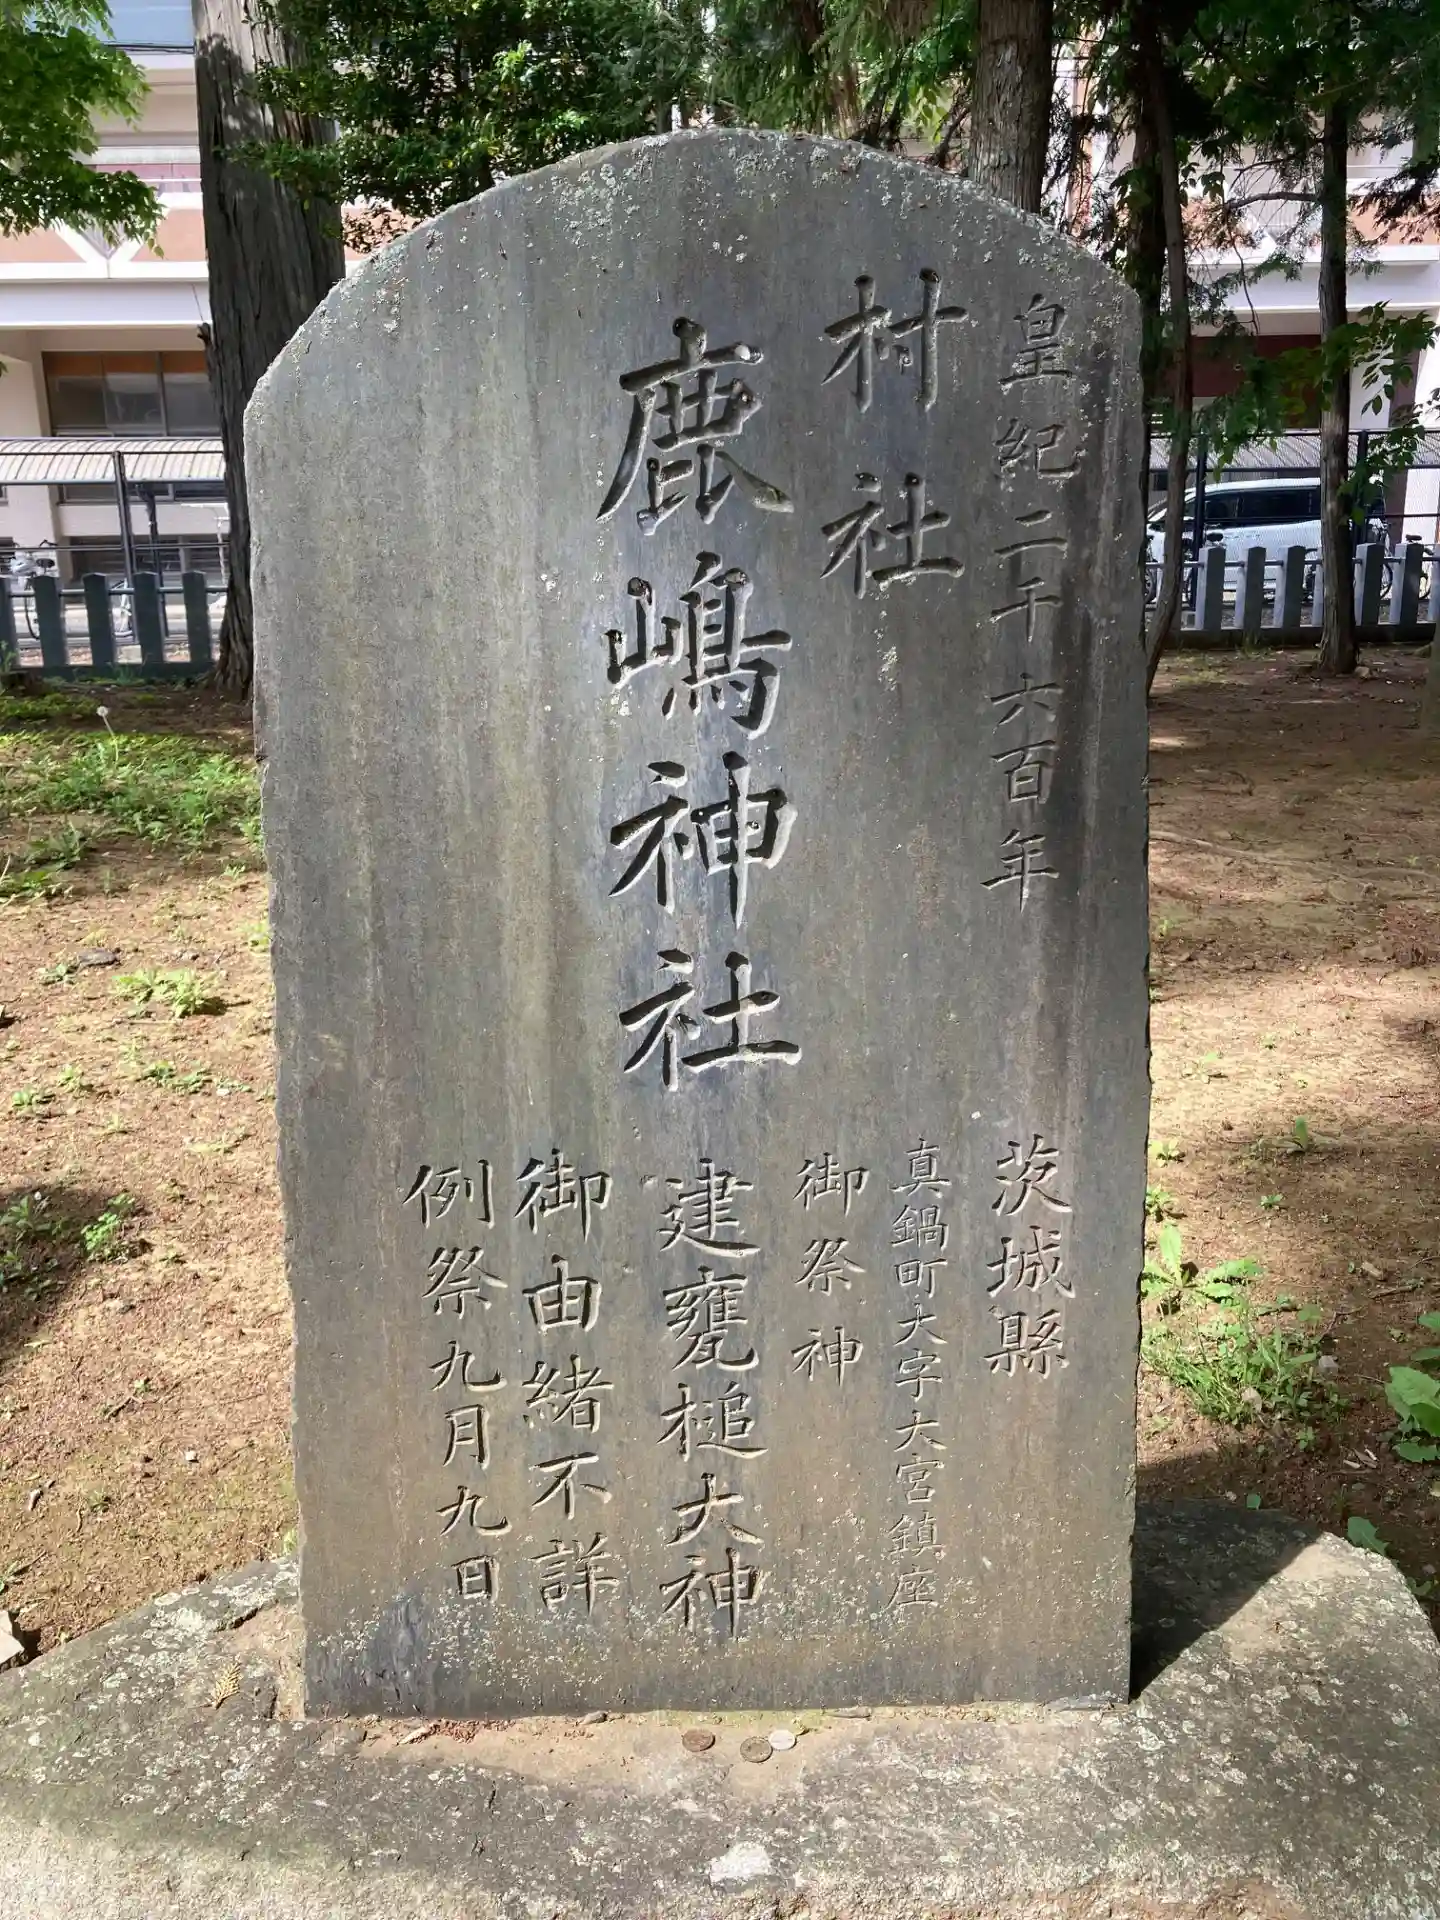 皇紀二千六百年
村社
鹿嶋神社
茨城縣
真鍋町大字大宮鎮座
御祭神
建甕槌大神
御由緒不詳
例祭九月九日